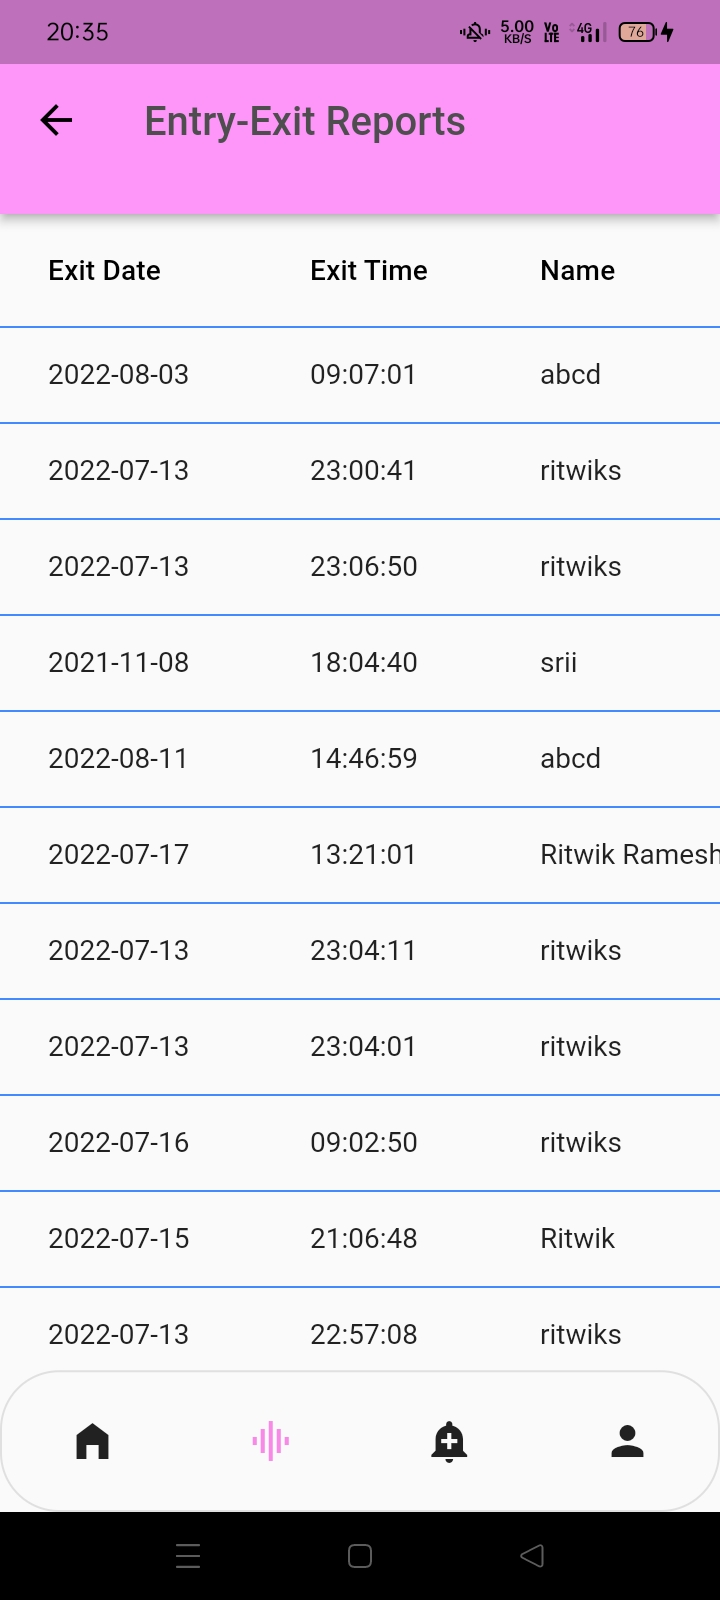 20:35 5.00 KB/S Vo LTE 4G 76
Entry-Exit Reports
Exit Date Exit Time Name
2022-08-03 09:07:01 abcd
2022-07-13 23:00:41 ritwiks
2022-07-13 23:06:50 ritwiks
2021-11-08 18:04:40 srii
2022-08-11 14:46:59 abcd
2022-07-17 13:21:01 Ritwik Ramesh
2022-07-13 23:04:11 ritwiks
2022-07-13 23:04:01 ritwiks
2022-07-16 09:02:50 ritwiks
2022-07-15 21:06:48 Ritwik
2022-07-13 22:57:08 ritwiks